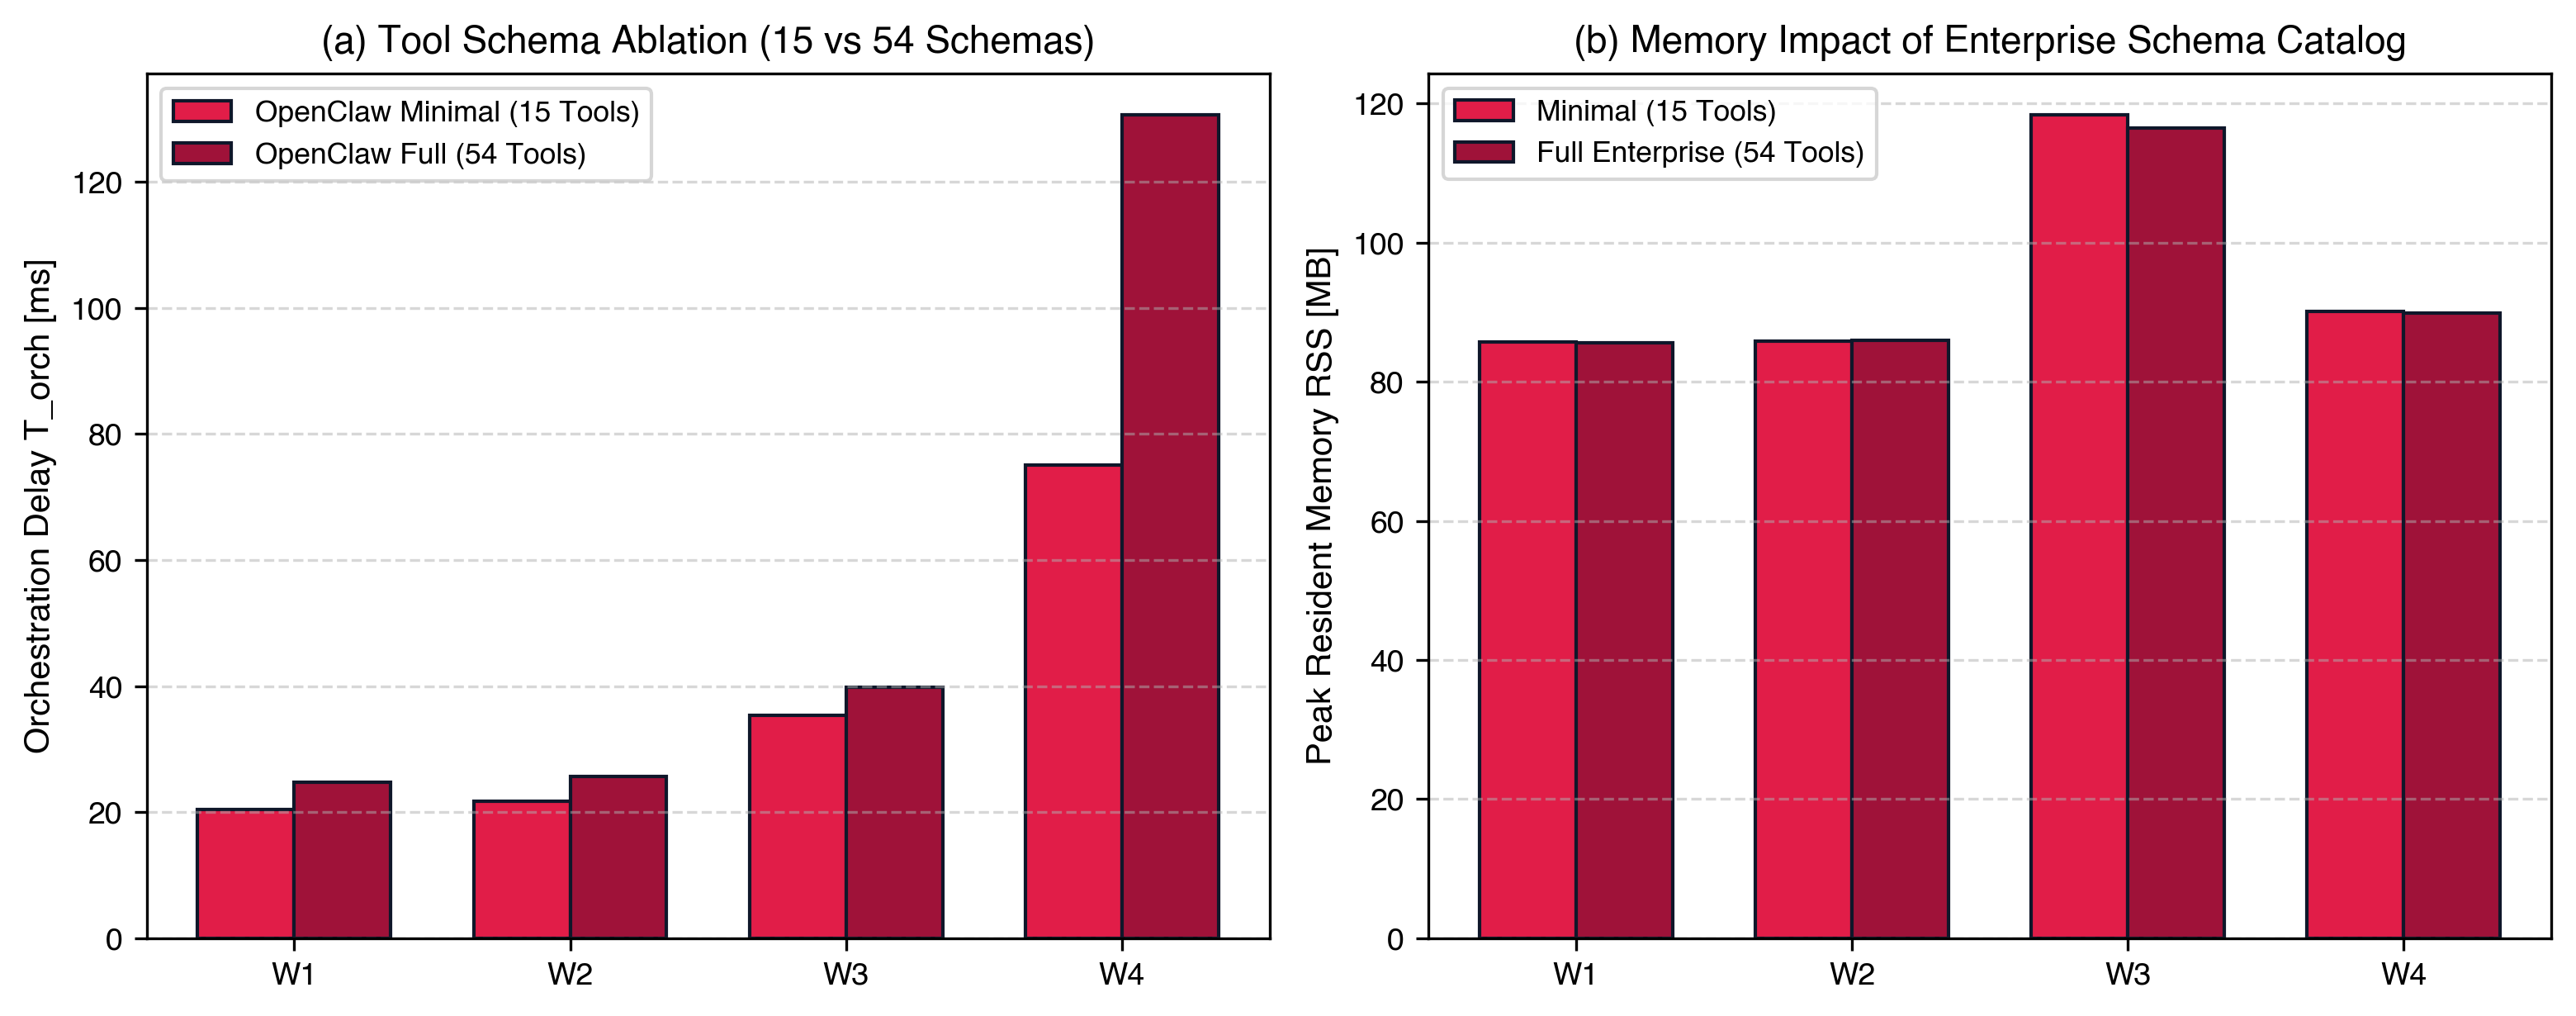 (a) Tool Schema Ablation (15 vs 54 Schemas)
OpenClaw Minimal (15 Tools)
OpenClaw Full (54 Tools)
Orchestration Delay T_orch [ms]
120
100
80
60
40
20
0
W1 W2 W3 W4
(b) Memory Impact of Enterprise Schema Catalog
Minimal (15 Tools)
Full Enterprise (54 Tools)
Peak Resident Memory RSS [MB]
120
100
80
60
40
20
0
W1 W2 W3 W4